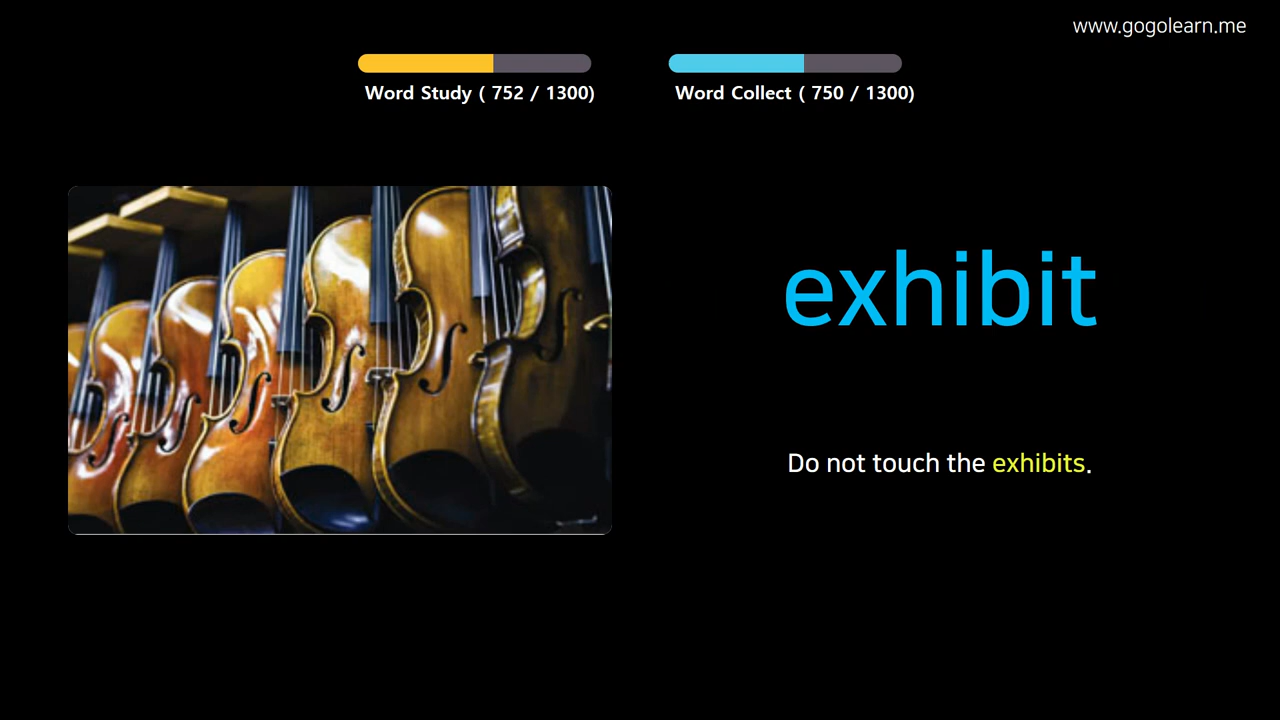 www.gogolearn.me
Word Study ( 752 / 1300)
Word Collect ( 750 / 1300)
exhibit
Do not touch the exhibits.